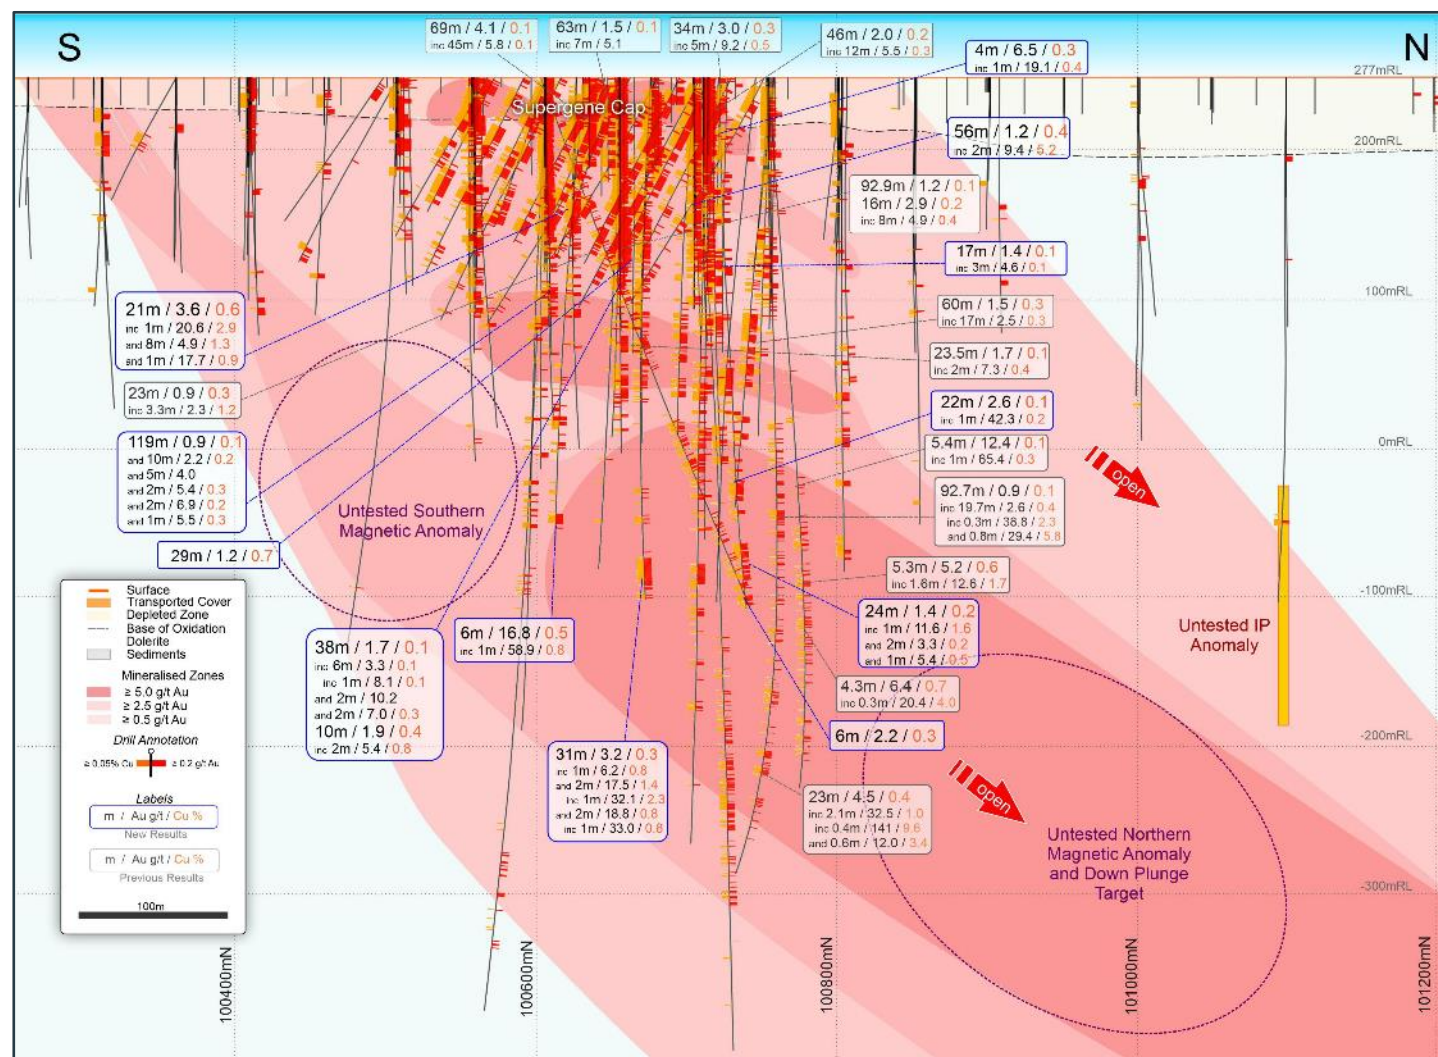 S
N
69m / 4.1 / 0.1
inc 45m / 5.8 / 0.1
63m / 1.5 / 0.1
inc 7m / 5.1
34m / 3.0 / 0.3
inc 5m / 9.2 / 0.5
46m / 2.0 / 0.2
inc 12m / 5.5 / 0.3
4m / 6.5 / 0.3
inc 1m / 19.1 / 0.4
277mRL
Supergene Cap
56m / 1.2 / 0.4
inc 2m / 9.4 / 5.2
200mRL
92.9m / 1.2 / 0.1
16m / 2.9 / 0.2
inc 8m / 4.9 / 0.4
17m / 1.4 / 0.1
inc 3m / 4.6 / 0.1
100mRL
21m / 3.6 / 0.6
inc 1m / 20.6 / 2.9
and 8m / 4.9 / 1.3
and 1m / 17.7 / 0.9
60m / 1.5 / 0.3
inc 17m / 2.5 / 0.3
23.5m / 1.7 / 0.1
inc 2m / 7.3 / 0.4
23m / 0.9 / 0.3
inc 3.3m / 2.3 / 1.2
22m / 2.6 / 0.1
inc 1m / 42.3 / 0.2
119m / 0.9 / 0.1
and 10m / 2.2 / 0.2
and 5m / 4.0
and 2m / 5.4 / 0.3
and 2m / 6.9 / 0.2
and 1m / 5.5 / 0.3
0mRL
5.4m / 12.4 / 0.1
inc 1m / 65.4 / 0.3
open
92.7m / 0.9 / 0.1
inc 19.7m / 2.6 / 0.4
inc 0.3m / 38.8 / 2.3
and 0.8m / 29.4 / 5.8
Untested Southern
Magnetic Anomaly
29m / 1.2 / 0.7
5.3m / 5.2 / 0.6
inc 1.6m / 12.6 / 1.7
-100mRL
24m / 1.4 / 0.2
inc 1m / 11.6 / 1.6
and 2m / 3.3 / 0.2
and 1m / 5.4 / 0.5
Untested IP
Anomaly
6m / 16.8 / 0.5
inc 1m / 58.9 / 0.8
38m / 1.7 / 0.1
inc 6m / 3.3 / 0.1
inc 1m / 8.1 / 0.1
and 2m / 10.2
and 2m / 7.0 / 0.3
10m / 1.9 / 0.4
inc 2m / 5.4 / 0.8
4.3m / 6.4 / 0.7
inc 0.3m / 20.4 / 4.0
6m / 2.2 / 0.3
-200mRL
31m / 3.2 / 0.3
inc 1m / 6.2 / 0.8
and 2m / 17.5 / 1.4
inc 1m / 32.1 / 2.3
and 2m / 18.8 / 0.8
inc 1m / 33.0 / 0.8
open
23m / 4.5 / 0.4
inc 2.1m / 32.5 / 1.0
inc 0.4m / 141 / 9.6
and 0.6m / 12.0 / 3.4
Untested Northern
Magnetic Anomaly
and Down Plunge
Target
-300mRL
Surface
Transported Cover
Depleted Zone
Base of Oxidation
Dolerite
Sediments
Mineralised Zones
≥ 5.0 g/t Au
≥ 2.5 g/t Au
≥ 0.5 g/t Au
Drill Annotation
≥ 0.05% Cu
≥ 0.2 g/t Au
Labels
m / Au g/t / Cu %
New Results
m / Au g/t / Cu %
Previous Results
100m
100400mN
100600mN
100800mN
101000mN
101200mN